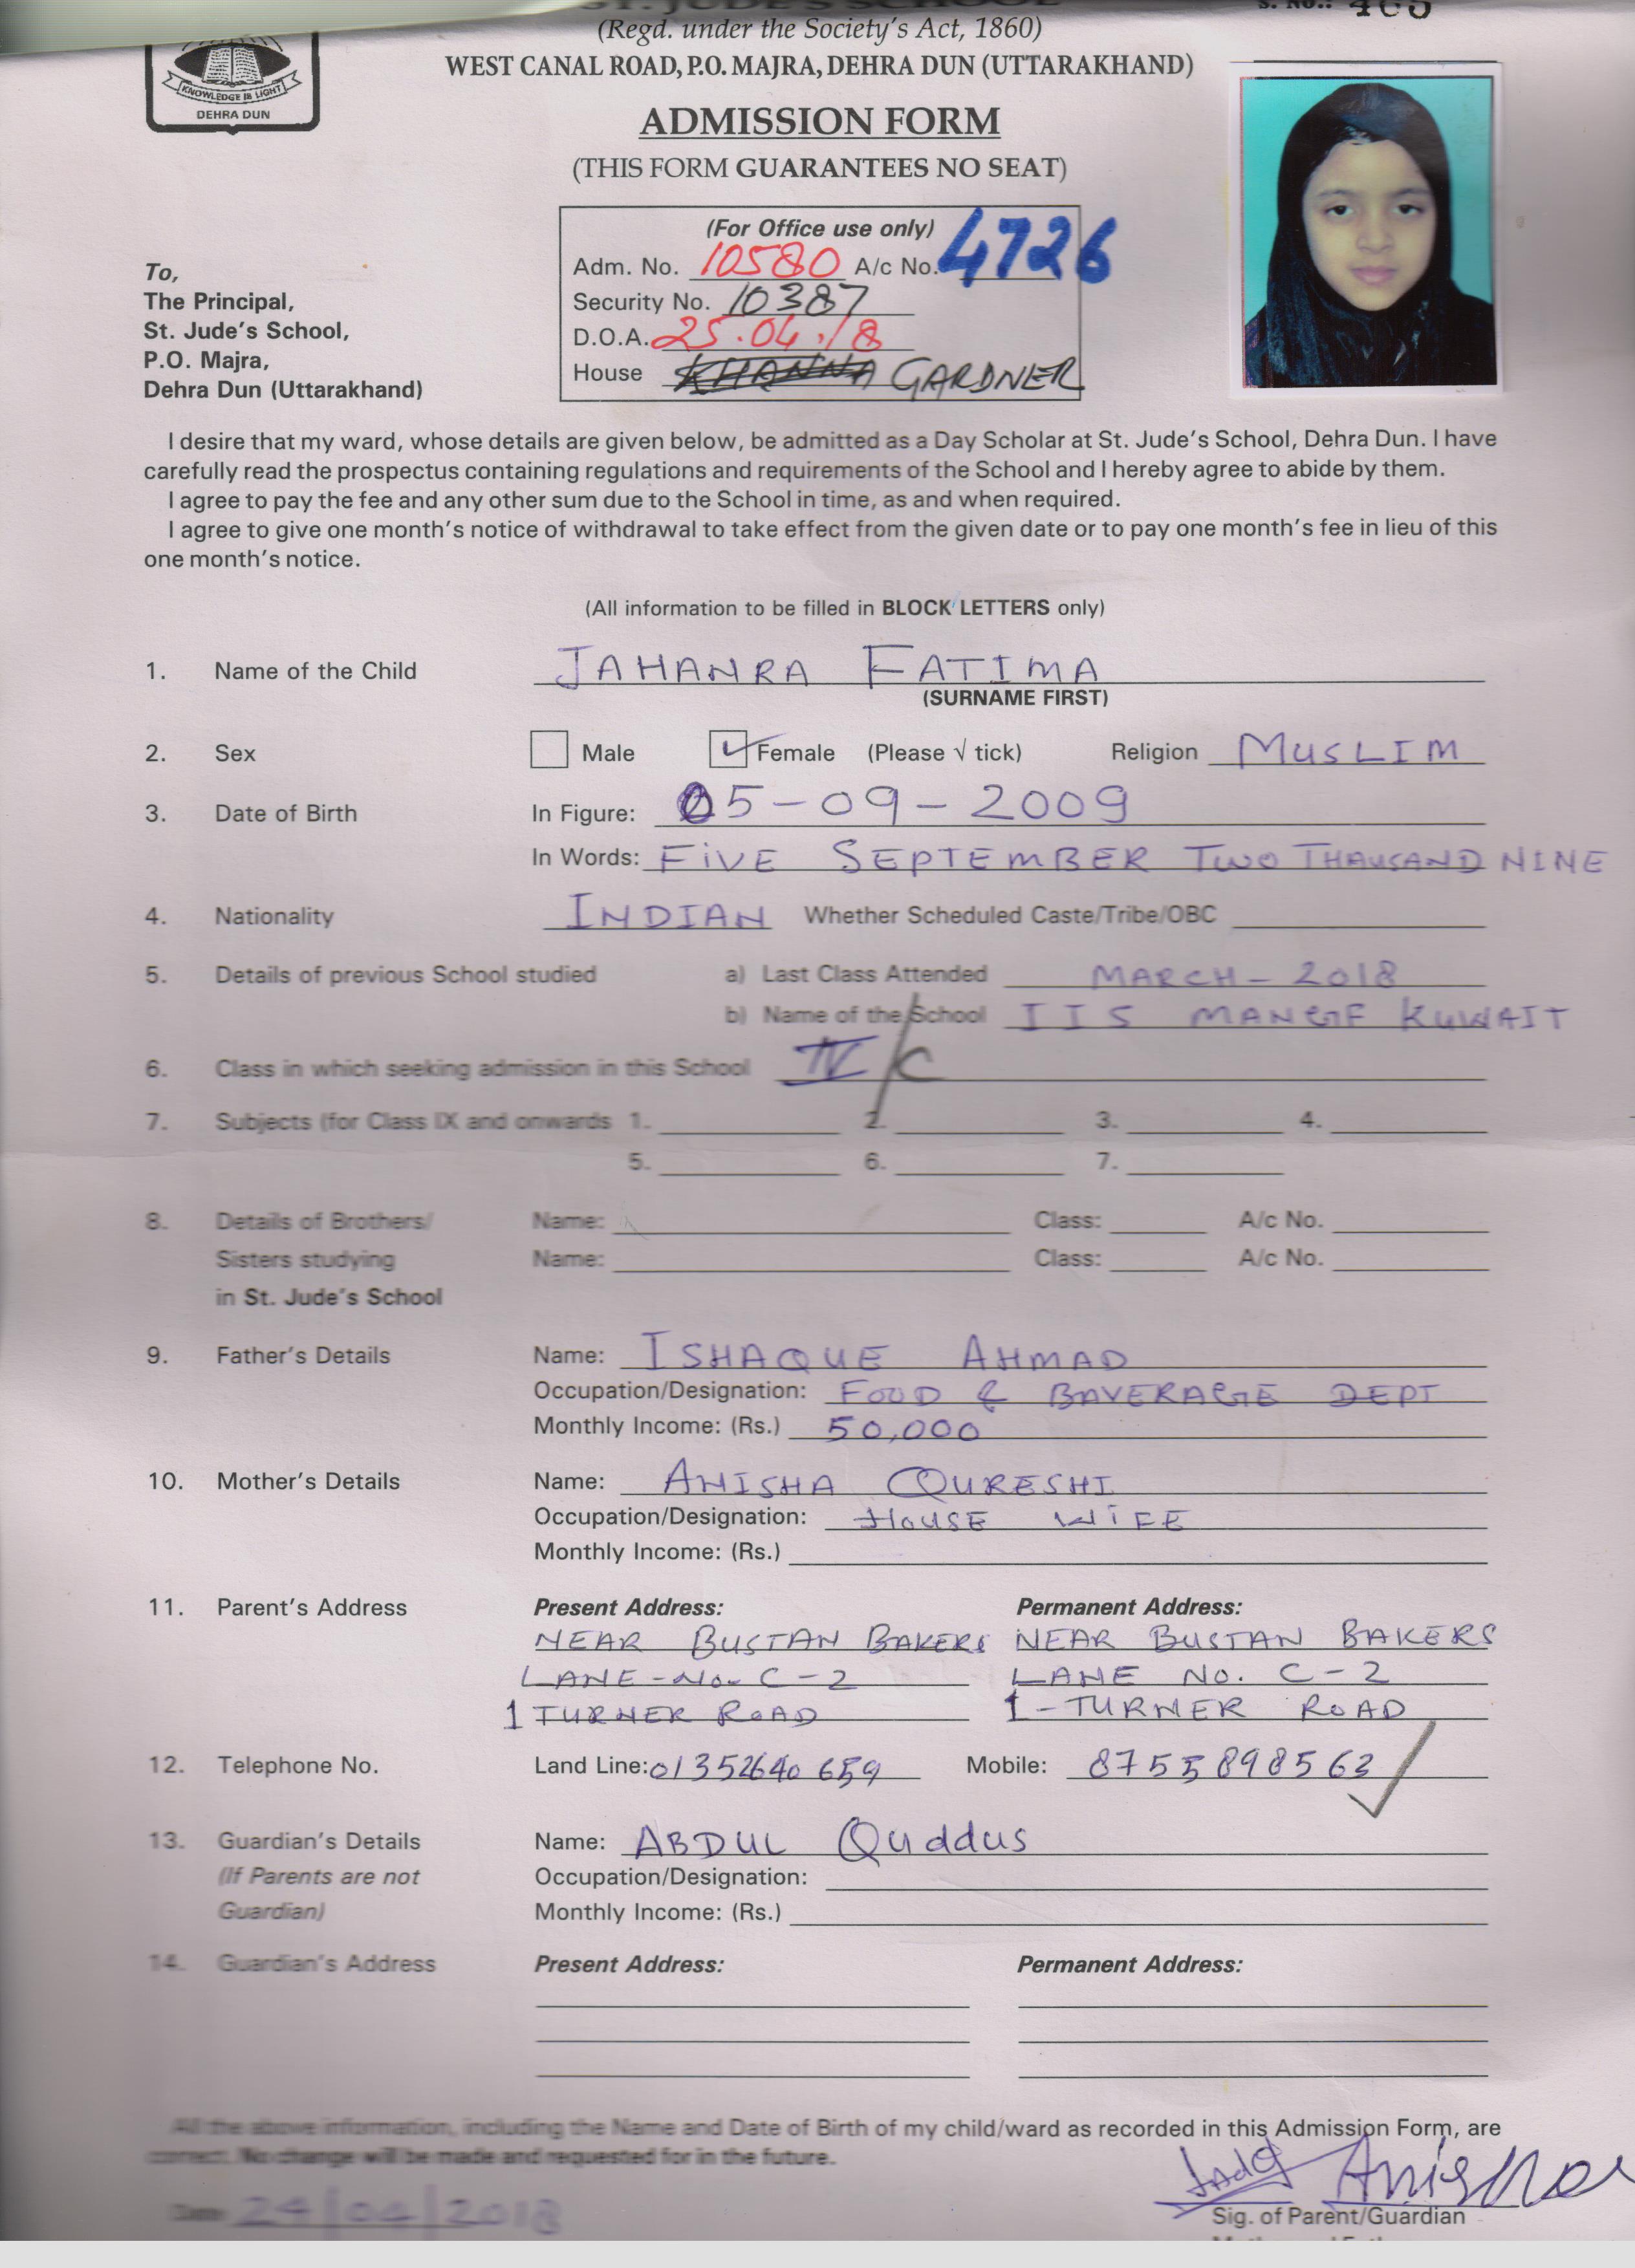 ST. JUDE'S SCHOOL
S. No.: 465
(Regd. under the Society's Act, 1860)
WEST CANAL ROAD, P.O. MAJRA, DEHRA DUN (UTTARAKHAND)
KNOWLEDGE IS LIGHT
DEHRA DUN
ADMISSION FORM
(THIS FORM GUARANTEES NO SEAT)
(For Office use only)
Adm. No. 10580 A/c No. 4726
Security No. 10387
D.O.A. 25.04.18
House KHANNA GARDNER
To,
The Principal,
St. Jude's School,
P.O. Majra,
Dehra Dun (Uttarakhand)
I desire that my ward, whose details are given below, be admitted as a Day Scholar at St. Jude's School, Dehra Dun. I have
carefully read the prospectus containing regulations and requirements of the School and I hereby agree to abide by them.
I agree to pay the fee and any other sum due to the School in time, as and when required.
I agree to give one month's notice of withdrawal to take effect from the given date or to pay one month's fee in lieu of this
one month's notice.
(All information to be filled in BLOCK LETTERS only)
1. Name of the Child JAHANRA FATIMA
(SURNAME FIRST)
2. Sex Male ✓ Female (Please √ tick) Religion MUSLIM
3. Date of Birth In Figure: 05-09-2009
In Words: FIVE SEPTEMBER TWO THAUSAND NINE
4. Nationality INDIAN Whether Scheduled Caste/Tribe/OBC
5. Details of previous School studied a) Last Class Attended MARCH-2018
b) Name of the School IIS MANGF KUWAIT
6. Class in which seeking admission in this School IV/C
7. Subjects (for Class IX and onwards 1. 2. 3. 4.
5. 6. 7.
8. Details of Brothers/ Name: Class: A/c No.
Sisters studying Name: Class: A/c No.
in St. Jude's School
9. Father's Details Name: ISHAQUE AHMAD
Occupation/Designation: FOOD & BAVERAGE DEPT
Monthly Income: (Rs.) 50,000
10. Mother's Details Name: ANISHA QURESHI
Occupation/Designation: HOUSE WIFE
Monthly Income: (Rs.)
11. Parent's Address Present Address: Permanent Address:
NEAR BUSTAN BAKERS NEAR BUSTAN BAKERS
LANE-No. C-2 LANE NO. C-2
1 TURNER ROAD 1-TURNER ROAD
12. Telephone No. Land Line: 01352640659 Mobile: 8755898563
13. Guardian's Details Name: ABDUL Quddus
(If Parents are not Occupation/Designation:
Guardian) Monthly Income: (Rs.)
14. Guardian's Address Present Address: Permanent Address:
All the above information, including the Name and Date of Birth of my child/ward as recorded in this Admission Form, are
correct. No change will be made and requested for in the future.
Date 24/04/2018 Anisha
Sig. of Parent/Guardian